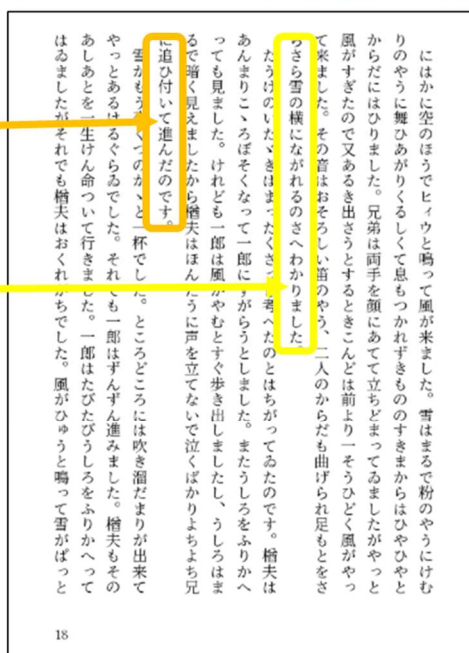 にはかに空のほうでヒィウと鳴って風が来ました。雪はまるで粉のやうにけむ
りのやうに舞ひあがりくるしくて息もつかれずきもののすきまからはひやひやと
からだにはひりました。兄弟は両手を顔にあてて立ちどまってゐましたがやっと
風がすぎたので又あるき出さうとするときこんどは前より一そうひどく風がやっ
て来ました。その音はおそろしい笛のやう、二人のからだも曲げられ足もとをさ
らさら雪の横にながれるのさへわかりました。
たうげのいたゞきはまったくさっき考へたのとはちがってゐたのです。楢夫は
あんまりこゝろぼそくなって一郎にすがらうとしました。またうしろをふりかへ
っても見ました。けれども一郎は風がやむとすぐ歩き出しましたし、うしろはま
るで暗く見えましたから楢夫はほんたうに声を立てないで泣くばかりよちよち兄
に追ひ付いて進んだのです。
雪がもうくつのかゝと一杯でした。ところどころには吹き溜だまりが出来て
やっとあるけるぐらゐでした。それでも一郎はずんずん進みました。楢夫もその
あしあとを一生けん命ついて行きました。一郎はたびたびうしろをふりかへって
はゐましたがそれでも楢夫はおくれがちでした。風がひゅうと鳴って雪がぱっと
18